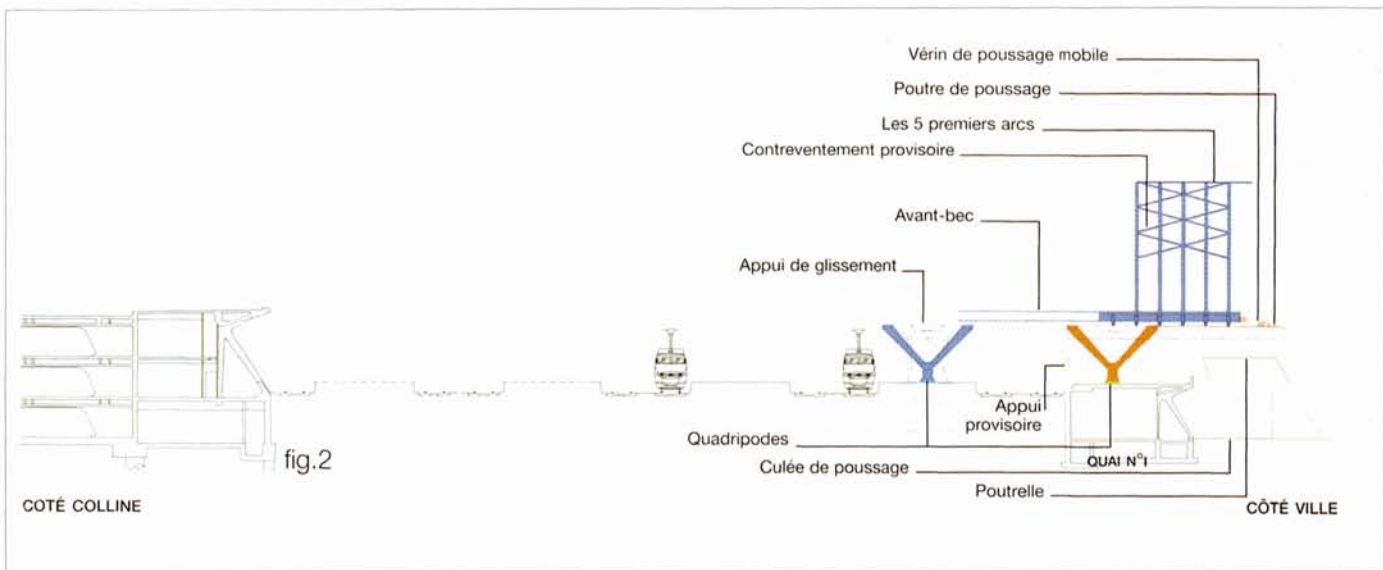 Vérin de poussage mobile
Poutre de poussage
Les 5 premiers arcs
Contreventement provisoire
Avant-bec
Appui de glissement
Appui
provisoire
Quadripodes
fig.2
Culée de poussage
QUAI N°I
Poutrelle
COTÉ COLLINE
CÔTÉ VILLE